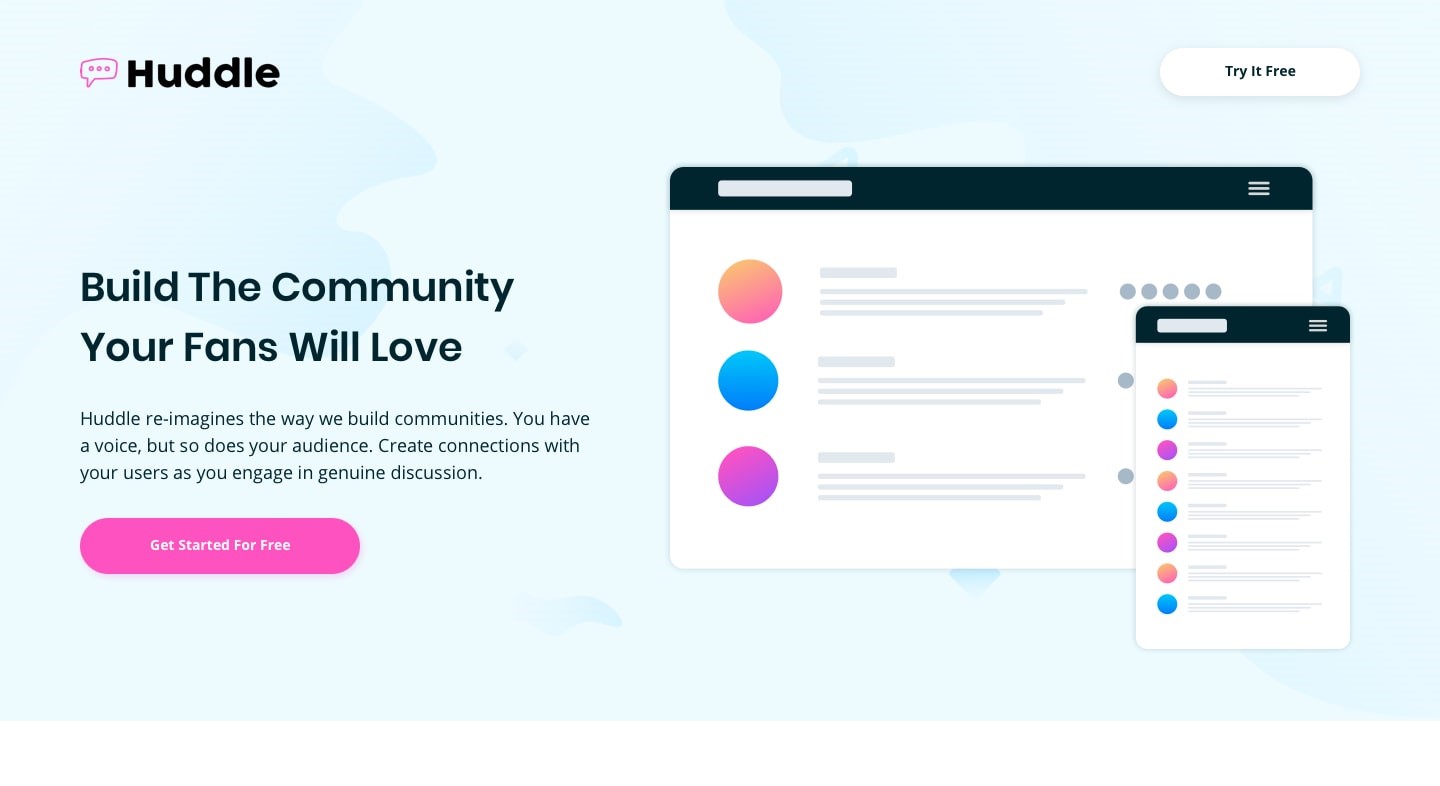 Huddle
Try It Free
Build The Community
Your Fans Will Love
Huddle re-imagines the way we build communities. You have
a voice, but so does your audience. Create connections with
your users as you engage in genuine discussion.
Get Started For Free